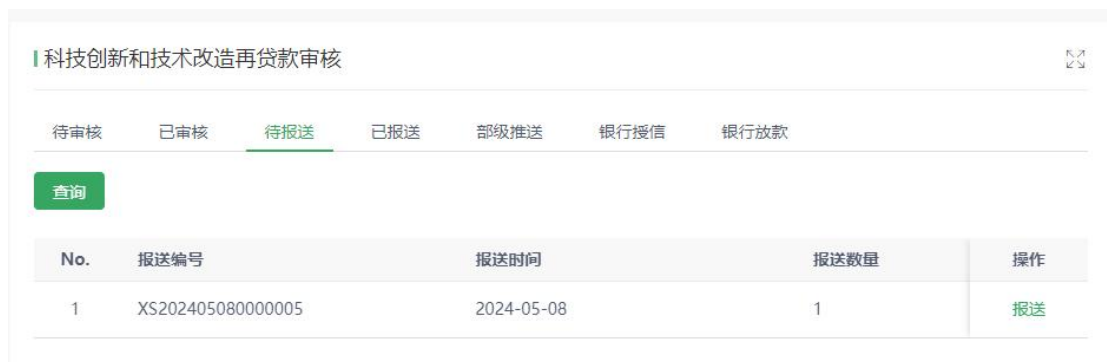 科技创新和技术改造再贷款审核
待审核 已审核 待报送 已报送 部级推送 银行授信 银行放款
查询
No. 报送编号 报送时间 报送数量 操作
1 XS202405080000005 2024-05-08 1 报送